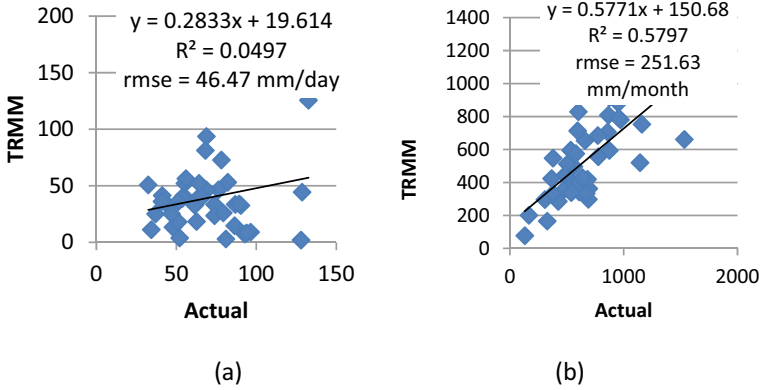 y = 0.2833x + 19.614
R² = 0.0497
rmse = 46.47 mm/day
200
150
100
50
0
TRMM
0 50 100 150
Actual
(a)
y = 0.5771x + 150.68
R² = 0.5797
rmse = 251.63
mm/month
1400
1200
1000
800
600
400
200
0
TRMM
0 1000 2000
Actual
(b)